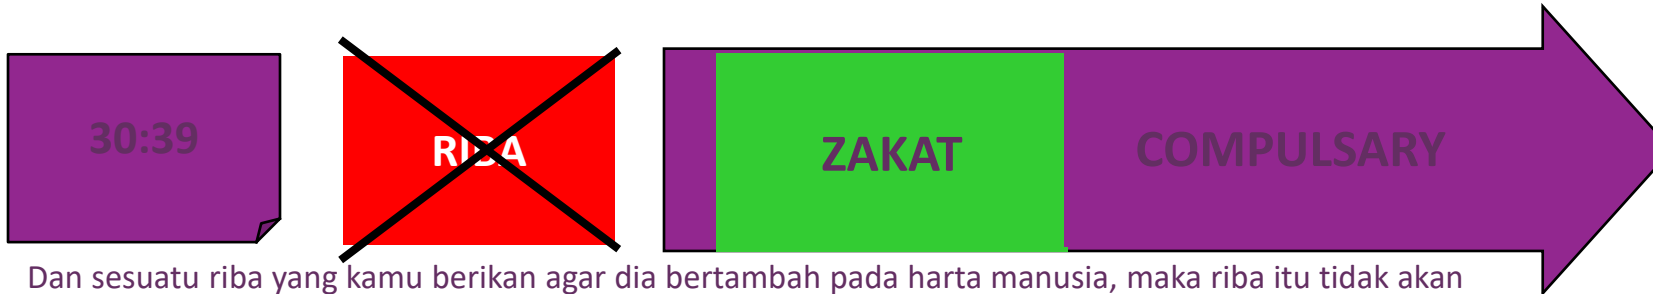 30:39
RIBA
ZAKAT
COMPULSARY
Dan sesuatu riba yang kamu berikan agar dia bertambah pada harta manusia, maka riba itu tidak akan